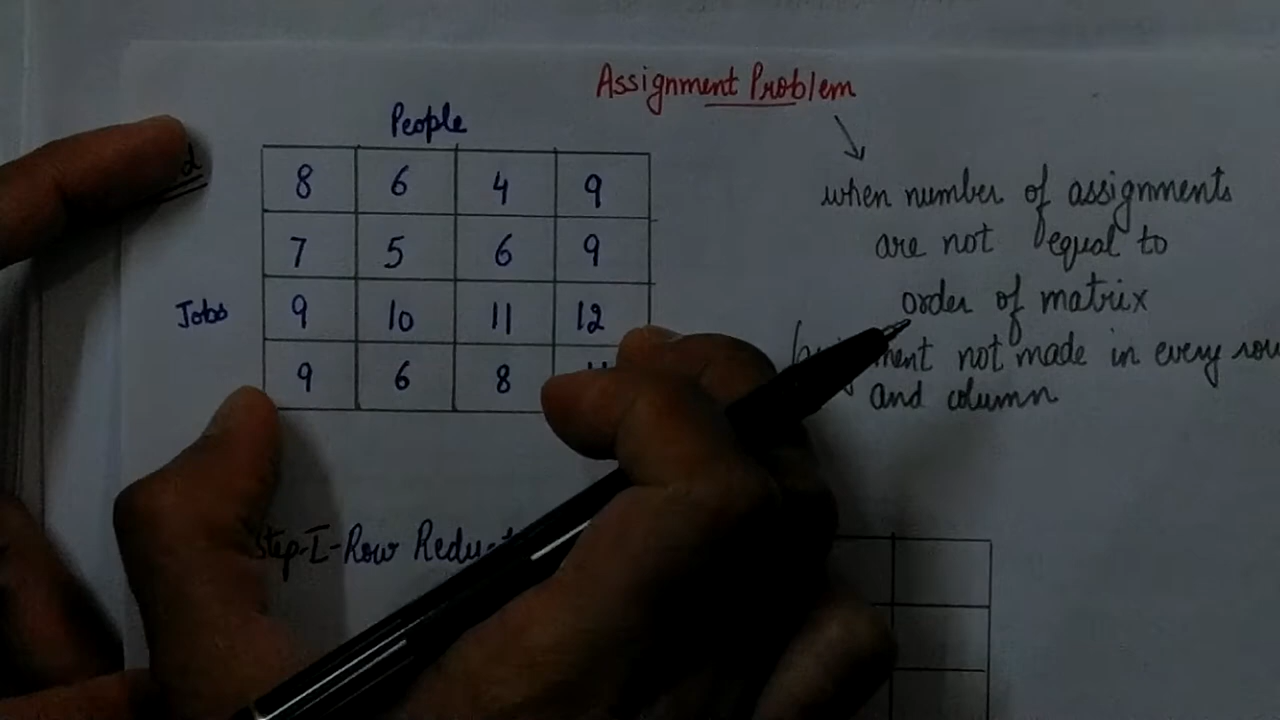 Assignment Problem
People
8 6 4 9
7 5 6 9
Jobs
9 10 11 12
9 6 8
when number of assignments
are not equal to
order of matrix
not made in every
and column
Step-I-Row